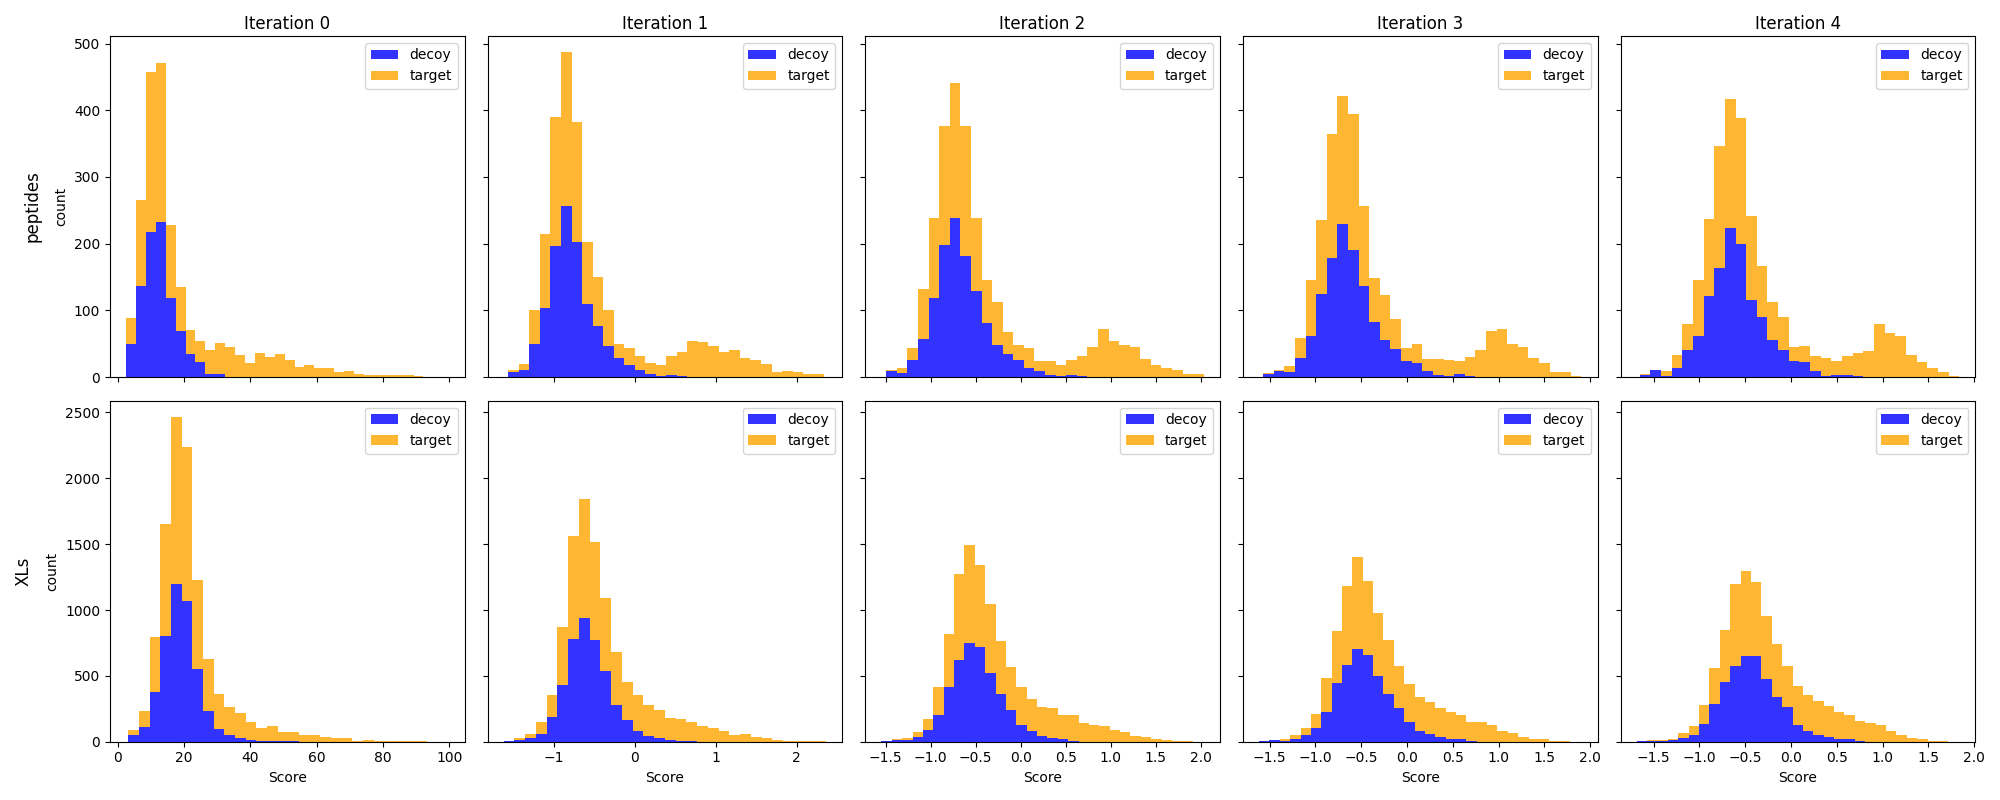 Iteration 0
Iteration 1
Iteration 2
Iteration 3
Iteration 4
peptides
count
500
400
300
200
100
0
decoy
target
decoy
target
decoy
target
decoy
target
decoy
target
XLs
count
2500
2000
1500
1000
500
0
decoy
target
decoy
target
decoy
target
decoy
target
decoy
target
0 20 40 60 80 100
−1 0 1 2
−1.5 −1.0 −0.5 0.0 0.5 1.0 1.5 2.0
−1.5 −1.0 −0.5 0.0 0.5 1.0 1.5 2.0
−1.5 −1.0 −0.5 0.0 0.5 1.0 1.5 2.0
Score
Score
Score
Score
Score